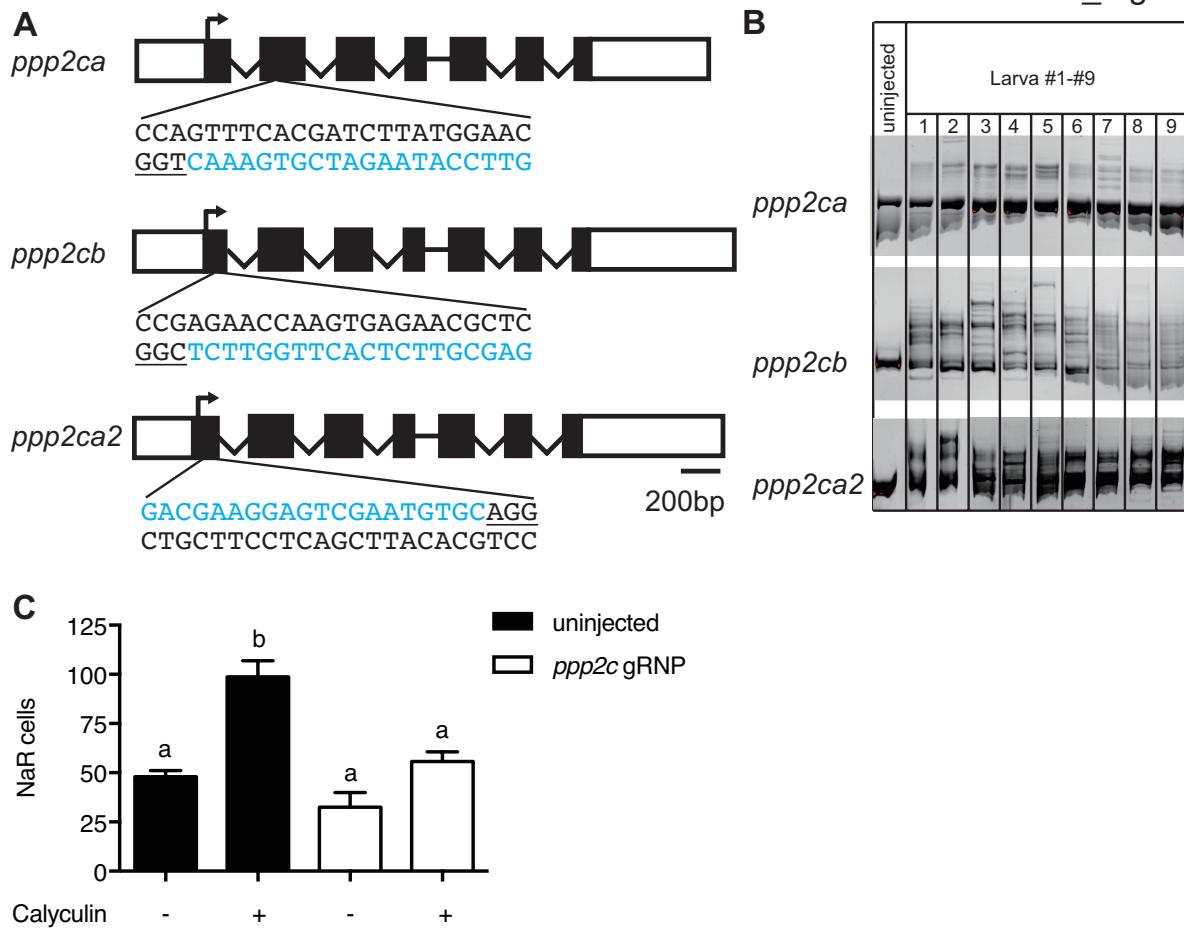 A
ppp2ca
CCAGTTTCACGATCTTATGGAAC
GGTCAAAGTGCTAGAATACCTTG
ppp2cb
CCGAGAACCAAGTGAGAACGCTC
GGCTCTTGGTTCACTCTTGCGAG
ppp2ca2
200bp
GACGAAGGAGTCGAATGTGCAGG
CTGCTTCCTCAGCTTACACGTCC
B
uninjected
Larva #1-#9
1 2 3 4 5 6 7 8 9
ppp2ca
ppp2cb
ppp2ca2
C
uninjected
ppp2c gRNP
NaR cells
125
100
75
50
25
0
a
b
a
a
Calyculin - + - +